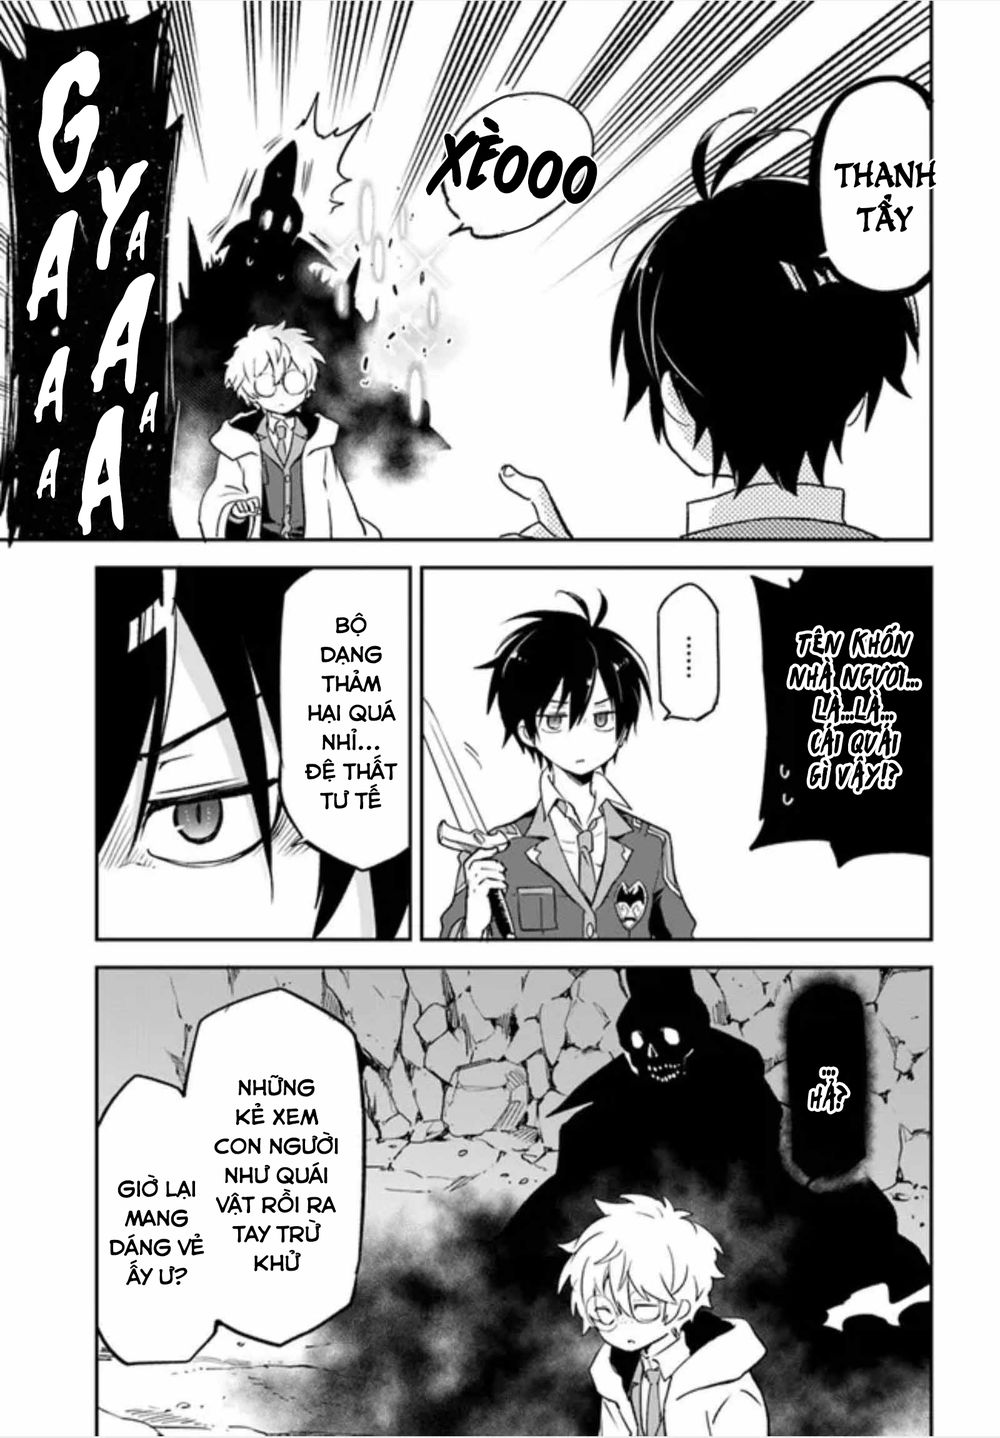 THANH
TẨY
XÈOOO
GYAAAAA
GAAAA
TÊN KHỐN
NHÀ NGƯƠI...
LÀ...LÀ...
CÁI QUÁI
GÌ VẬY!?
........
BỘ
DẠNG
THẢM
HẠI QUÁ
NHỈ...
ĐỆ THẤT
TƯ TẾ
...
HẢ?
NHỮNG
KẺ XEM
CON NGƯỜI
NHƯ QUÁI
VẬT RỒI RA
TAY TRỪ
KHỬ
GIỜ LẠI
MANG
DÁNG VẺ
ẤY Ư?